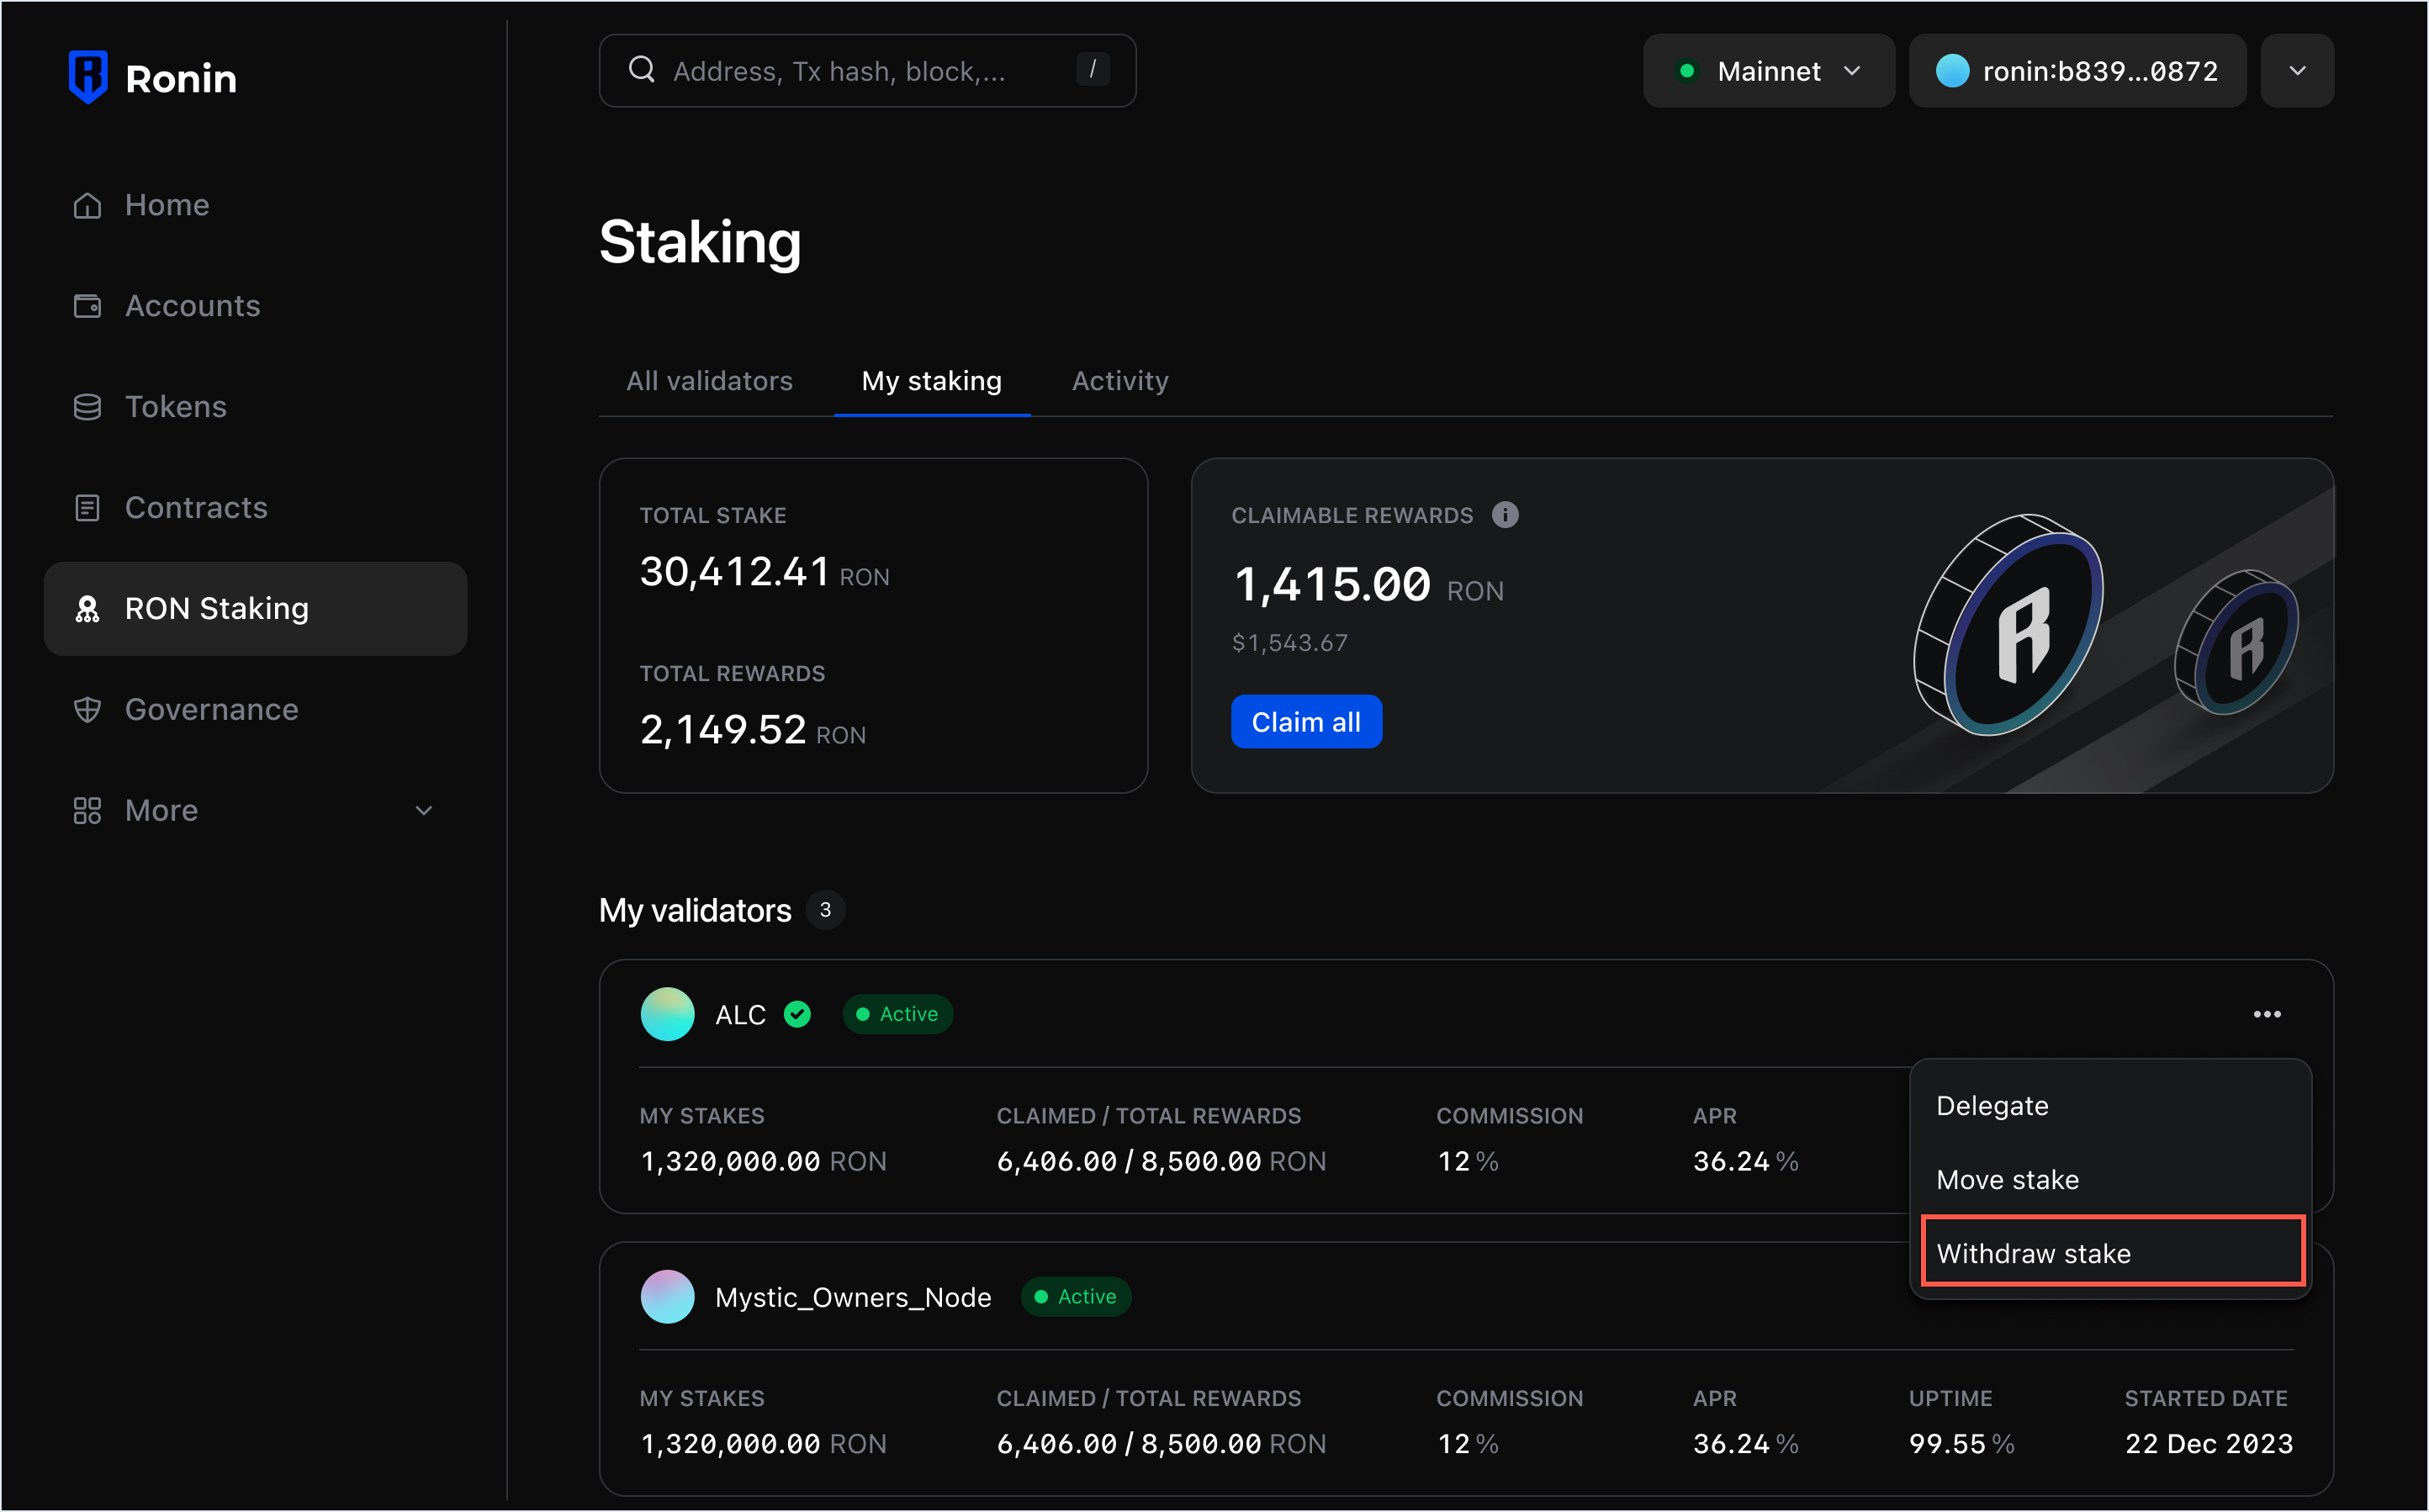 Ronin
Address, Tx hash, block,... /
Mainnet
ronin:b839...0872
Home
Accounts
Tokens
Contracts
RON Staking
Governance
More
Staking
All validators My staking Activity
TOTAL STAKE
30,412.41 RON
TOTAL REWARDS
2,149.52 RON
CLAIMABLE REWARDS
1,415.00 RON
$1,543.67
Claim all
My validators 3
ALC Active
MY STAKES CLAIMED / TOTAL REWARDS COMMISSION APR
1,320,000.00 RON 6,406.00 / 8,500.00 RON 12 % 36.24 %
Delegate
Move stake
Withdraw stake
Mystic_Owners_Node Active
MY STAKES CLAIMED / TOTAL REWARDS COMMISSION APR UPTIME STARTED DATE
1,320,000.00 RON 6,406.00 / 8,500.00 RON 12 % 36.24 % 99.55 % 22 Dec 2023